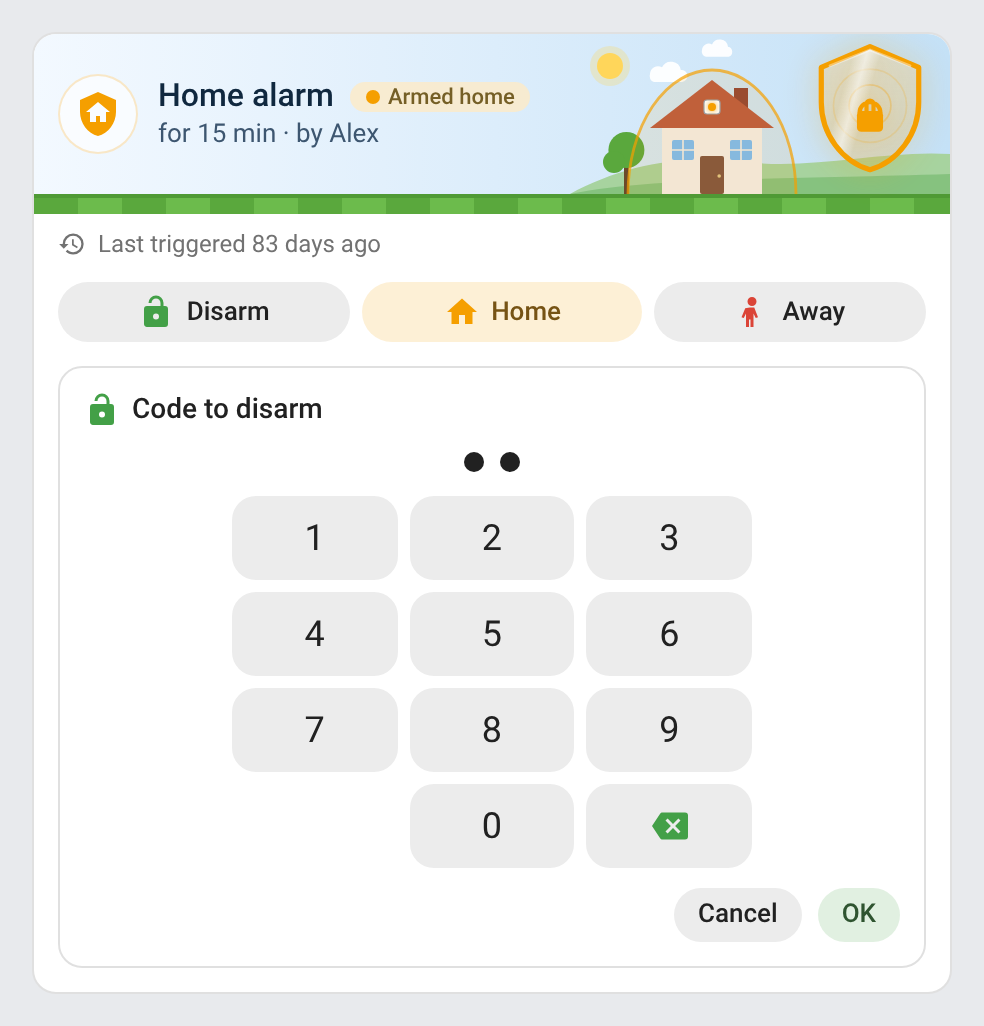 Home alarm
Armed home
for 15 min · by Alex
Last triggered 83 days ago
Disarm
Home
Away
Code to disarm
1 2 3
4 5 6
7 8 9
0
Cancel
OK